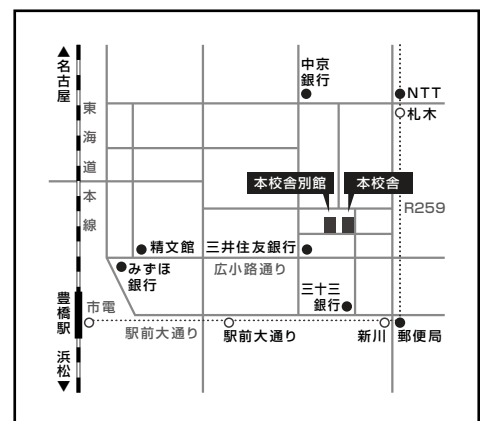 ▲名古屋
東海道本線
中京
銀行
NTT
札木
本校舎別館
本校舎
R259
精文館
三井住友銀行
みずほ
銀行
広小路通り
三十三
銀行
豊橋駅
市電
駅前大通り
駅前大通り
新川
郵便局
浜松▼